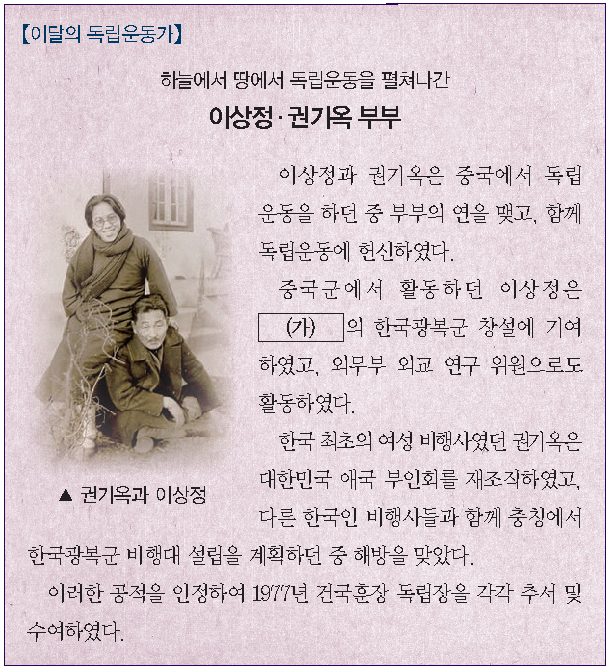 【이달의 독립운동가】
하늘에서 땅에서 독립운동을 펼쳐나간
이상정·권기옥 부부
이상정과 권기옥은 중국에서 독립
운동을 하던 중 부부의 연을 맺고, 함께
독립운동에 헌신하였다.
중국군에서 활동하던 이상정은
(가) 의 한국광복군 창설에 기여
하였고, 외무부 외교 연구 위원으로도
활동하였다.
한국 최초의 여성 비행사였던 권기옥은
대한민국 애국 부인회를 재조직하였고,
다른 한국인 비행사들과 함께 충칭에서
▲ 권기옥과 이상정
한국광복군 비행대 설립을 계획하던 중 해방을 맞았다.
이러한 공적을 인정하여 1977년 건국훈장 독립장을 각각 추서 및
수여하였다.